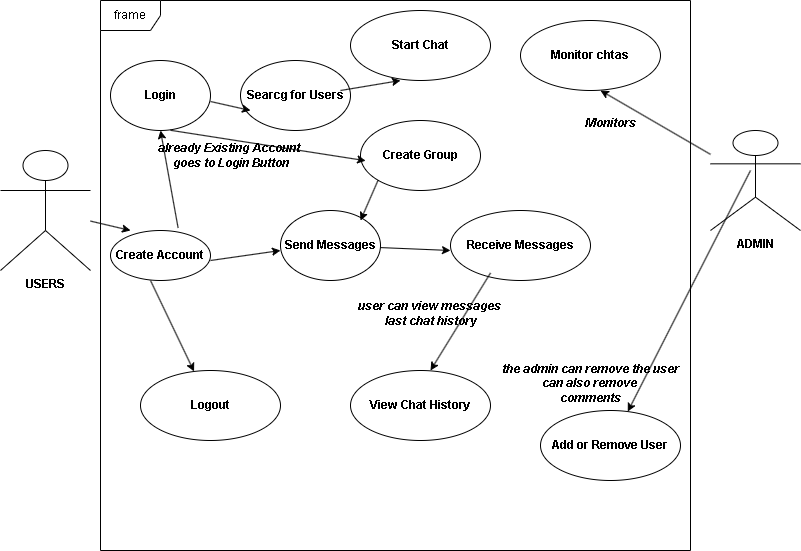 frame
Start Chat
Monitor chtas
Login
Searcg for Users
Monitors
already Existing Account
goes to Login Button
Create Group
USERS
Create Account
Send Messages
Receive Messages
ADMIN
user can view messages
last chat history
the admin can remove the user
can also remove
comments
Logout
View Chat History
Add or Remove User